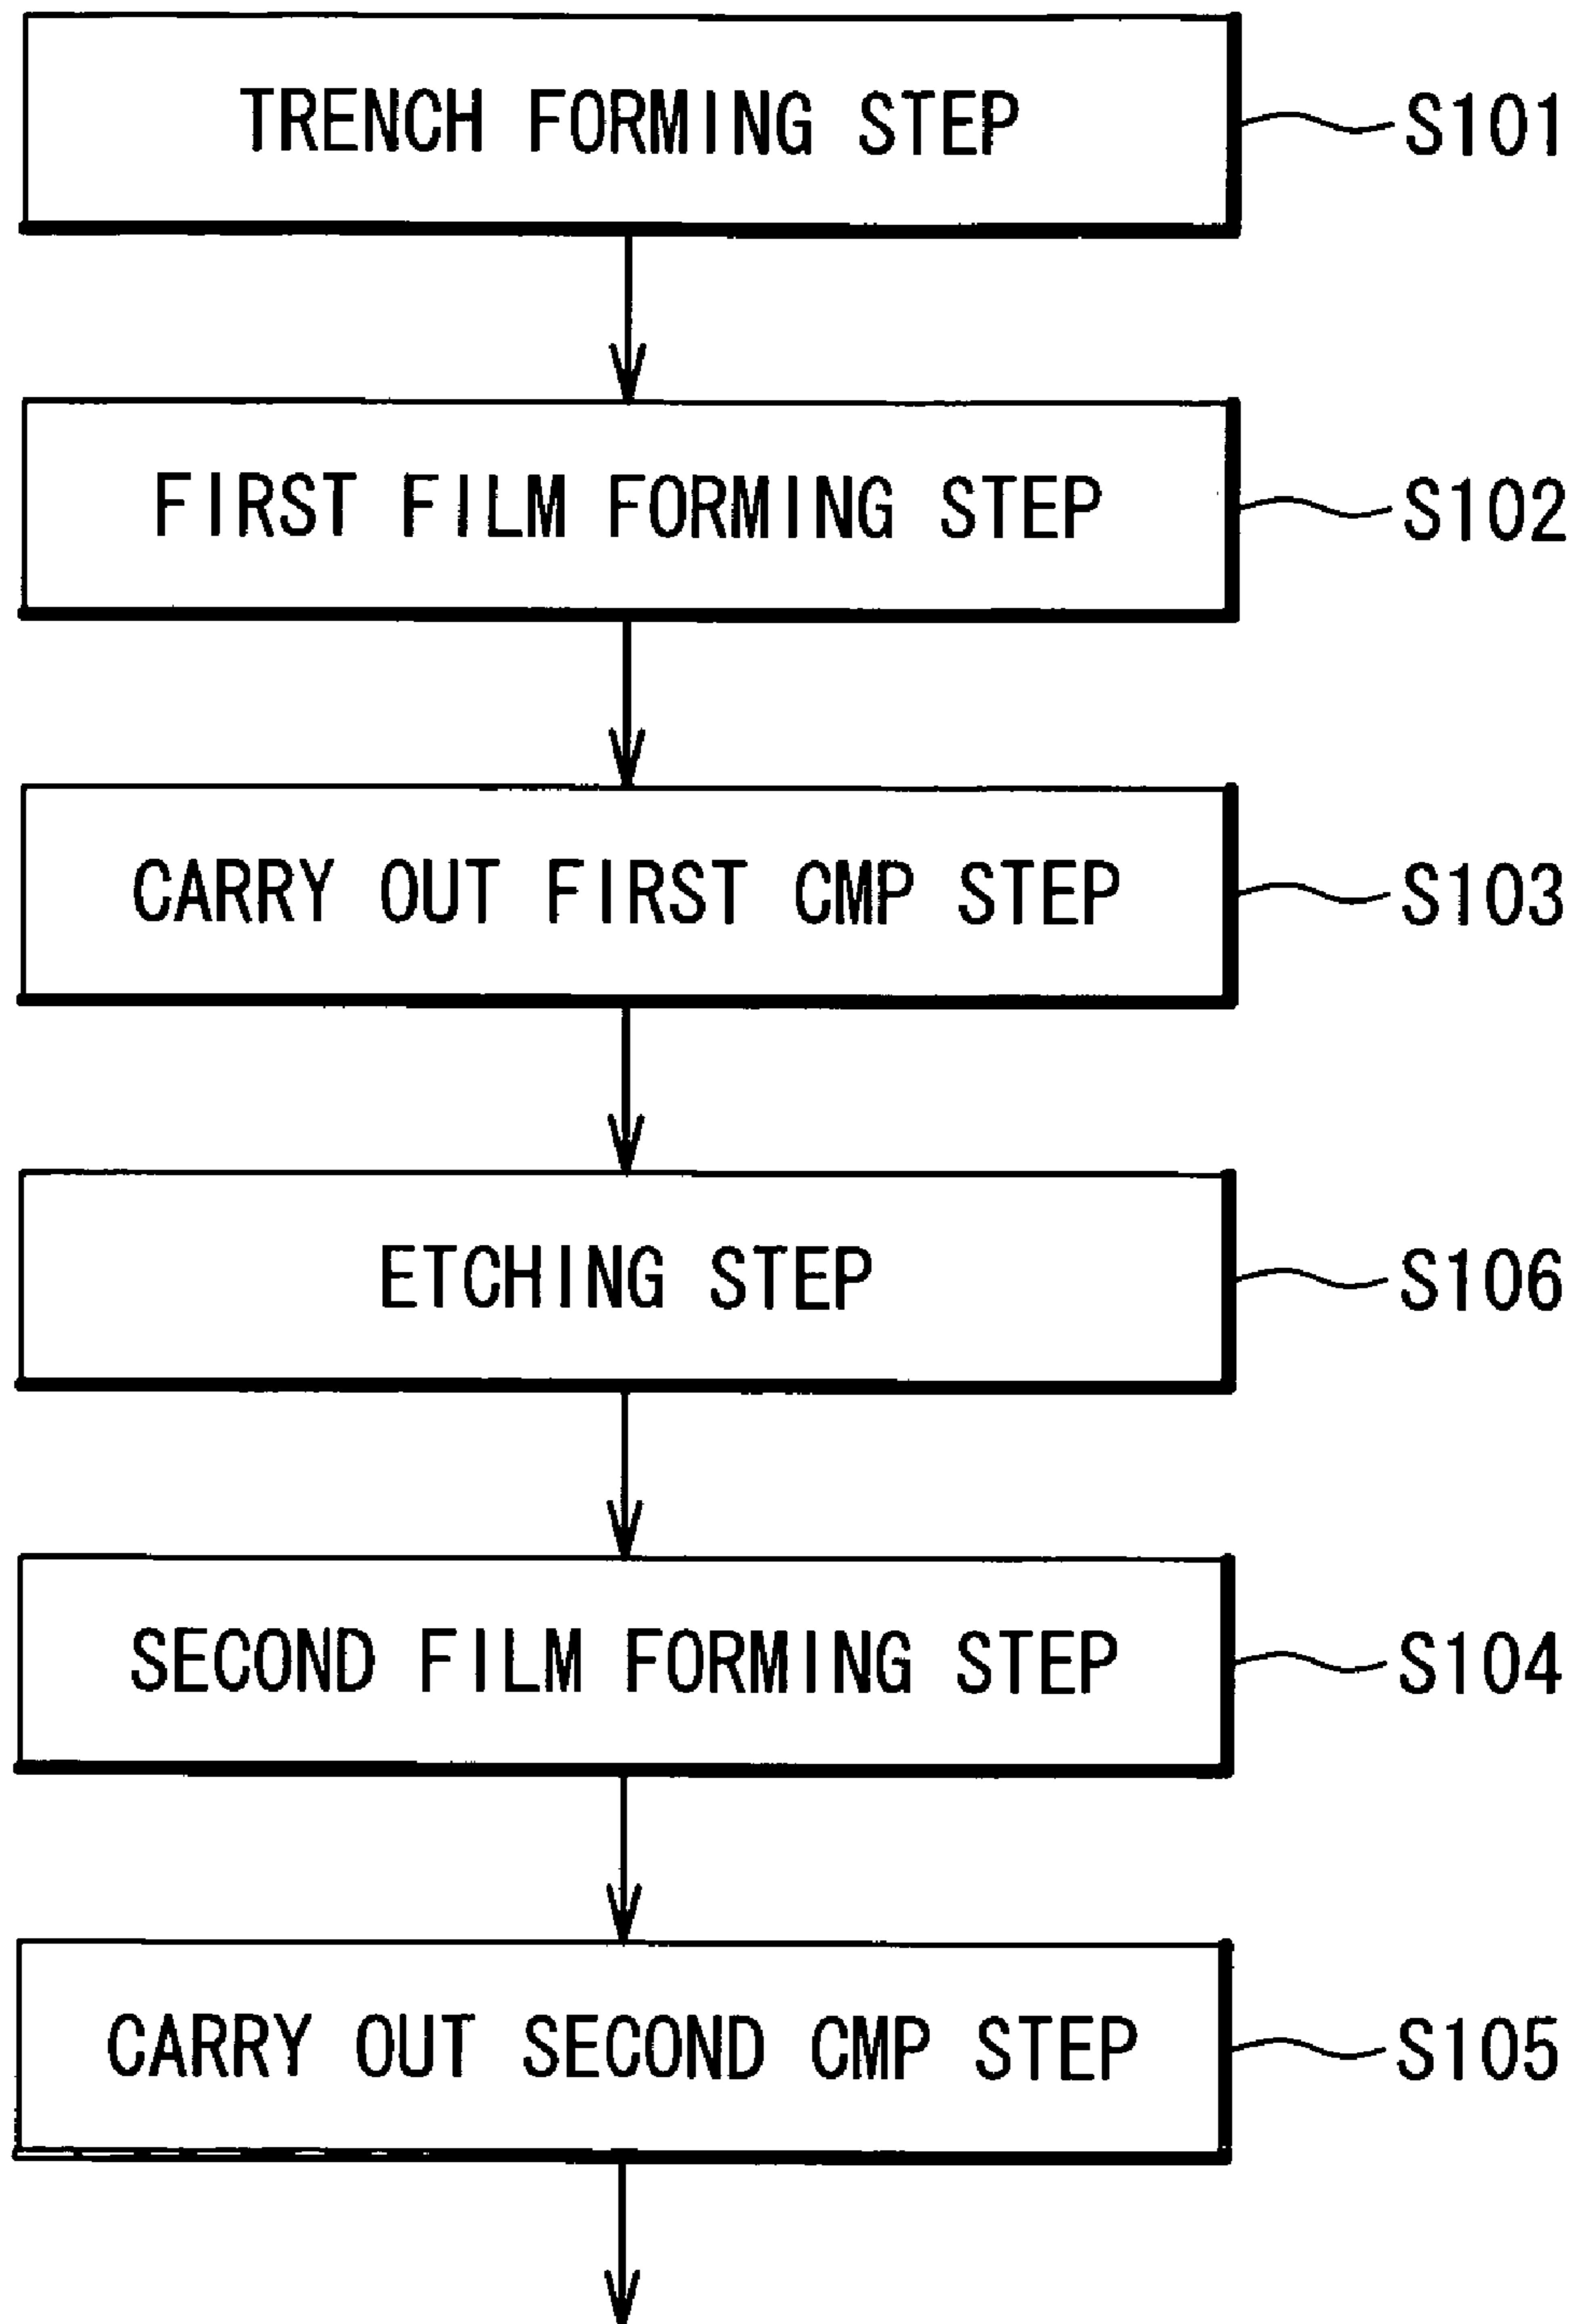 TRENCH FORMING STEP S101
FIRST FILM FORMING STEP S102
CARRY OUT FIRST CMP STEP S103
ETCHING STEP S106
SECOND FILM FORMING STEP S104
CARRY OUT SECOND CMP STEP S105